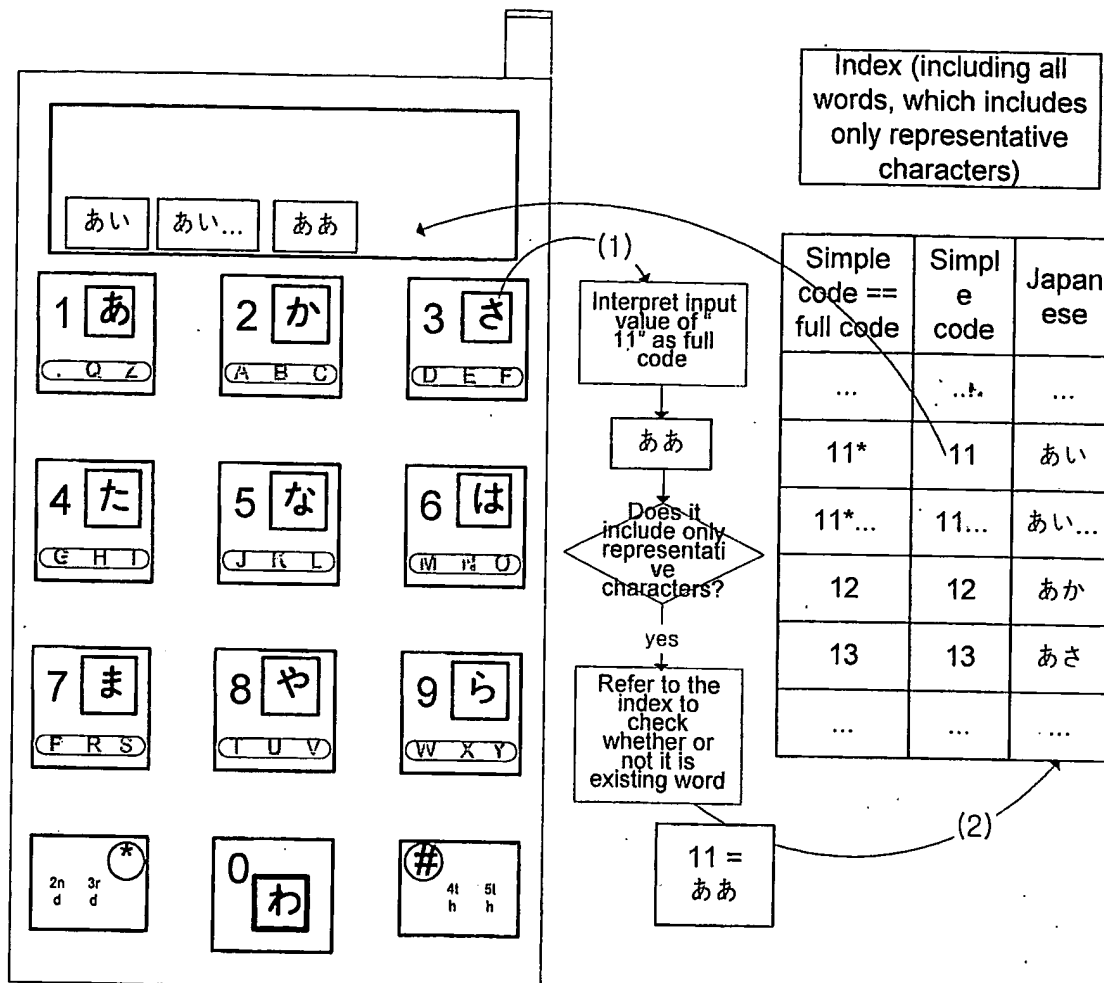 あい
あい...
ああ
1 あ
. Q Z
2 か
A B C
3 さ
D E F
4 た
G H I
5 な
J K L
6 は
M N O
7 ま
P R S
8 や
T U V
9 ら
W X Y
*
2n 3r
d d
0
わ
#
4t 5t
h h
(1)
Interpret input
value of "
11" as full
code
ああ
Does it
include only
representati
ve
characters?
yes
Refer to the
index to
check
whether or
not it is
existing word
11 =
ああ
(2)
Index (including all
words, which includes
only representative
characters)
Simple
code ==
full code
Simpl
e
code
Japan
ese
... ... ...
11* 11 あい
11*... 11... あい...
12 12 あか
13 13 あさ
... ... ...